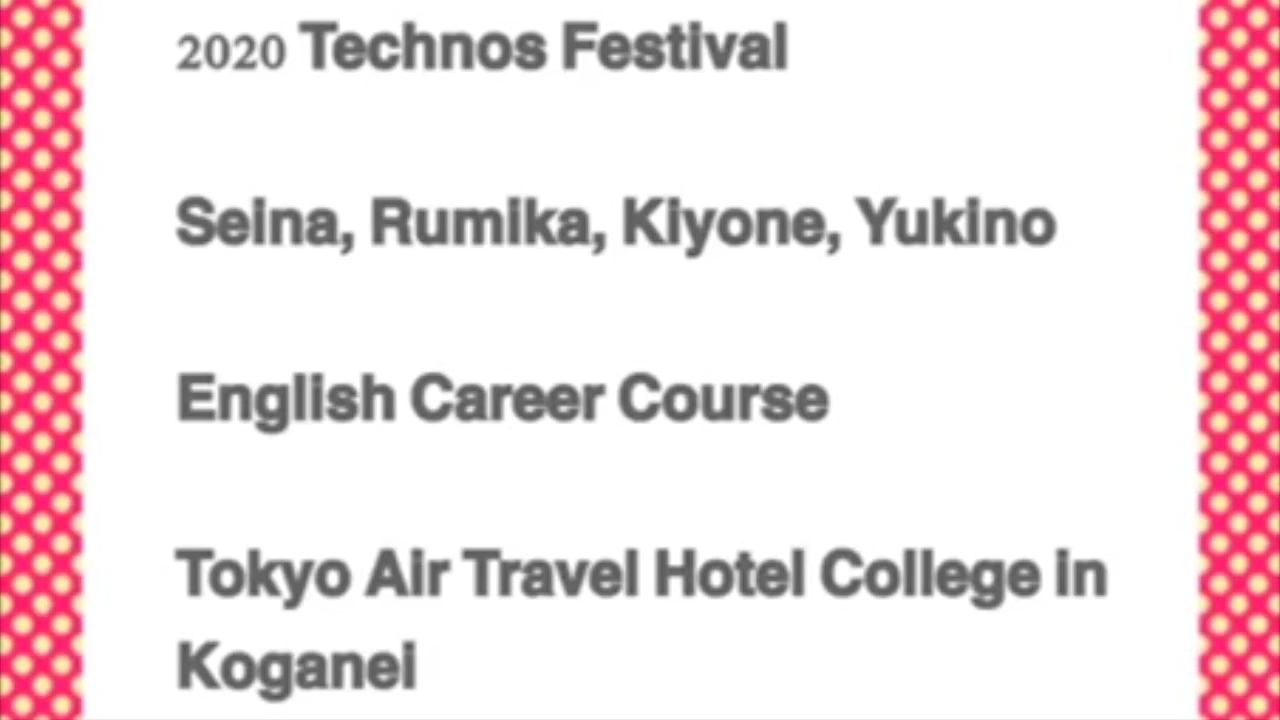 2020 Technos Festival
Seina, Rumika, Kiyone, Yukino
English Career Course
Tokyo Air Travel Hotel College in
Koganei